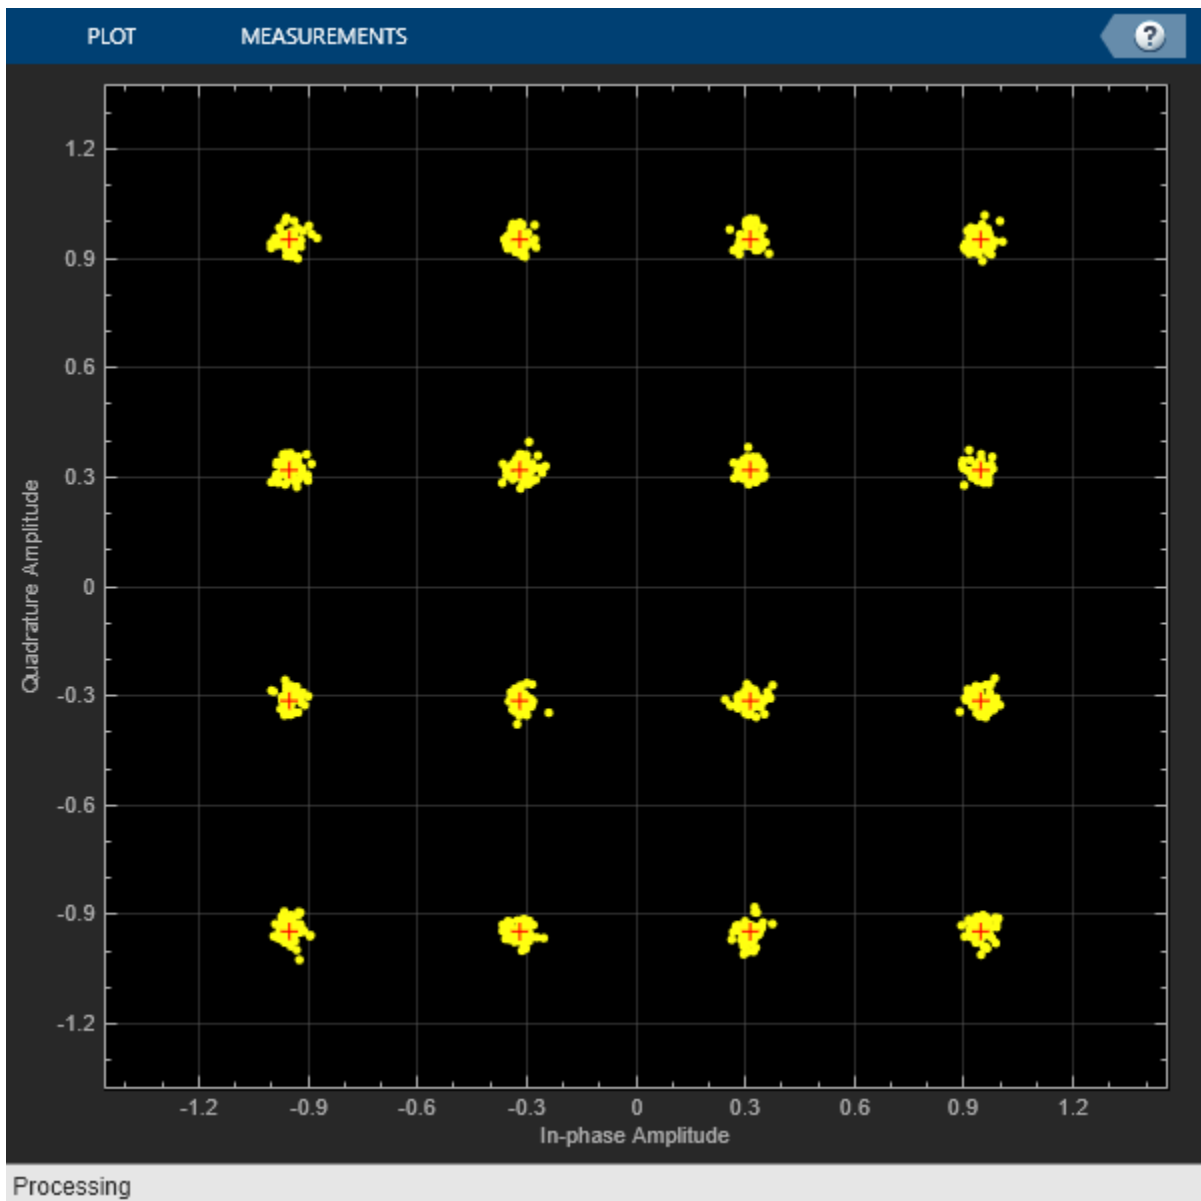 PLOT MEASUREMENTS ?
1.2
0.9
0.6
0.3
0
-0.3
-0.6
-0.9
-1.2
Quadrature Amplitude
-1.2 -0.9 -0.6 -0.3 0 0.3 0.6 0.9 1.2
In-phase Amplitude
Processing